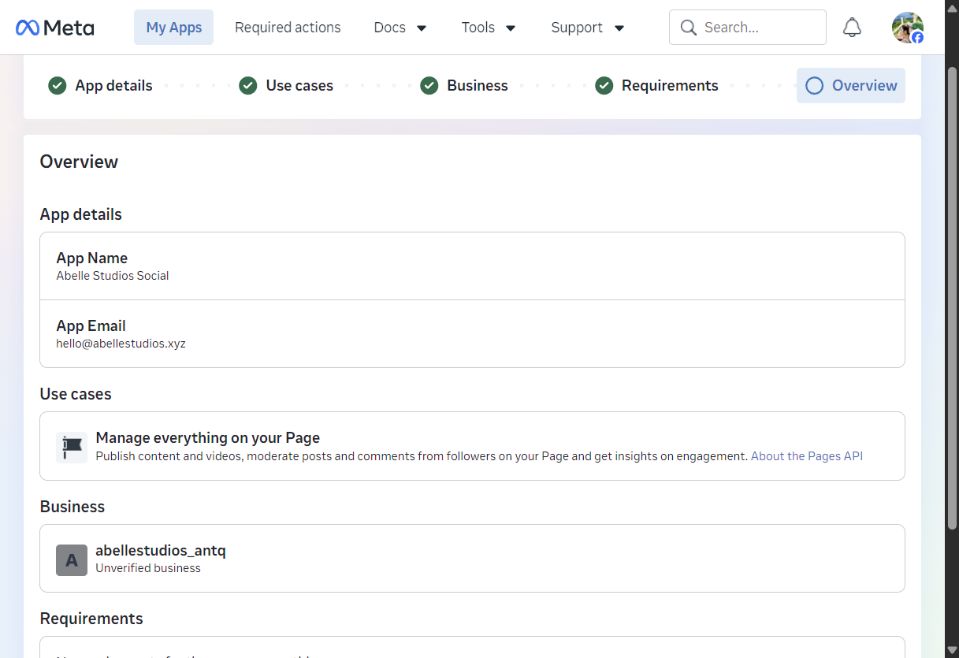 Meta
My Apps
Required actions
Docs
Tools
Support
Search...
App details
Use cases
Business
Requirements
Overview
Overview
App details
App Name
Abelle Studios Social
App Email
hello@abellestudios.xyz
Use cases
Manage everything on your Page
Publish content and videos, moderate posts and comments from followers on your Page and get insights on engagement. About the Pages API
Business
A
abellestudios_antq
Unverified business
Requirements